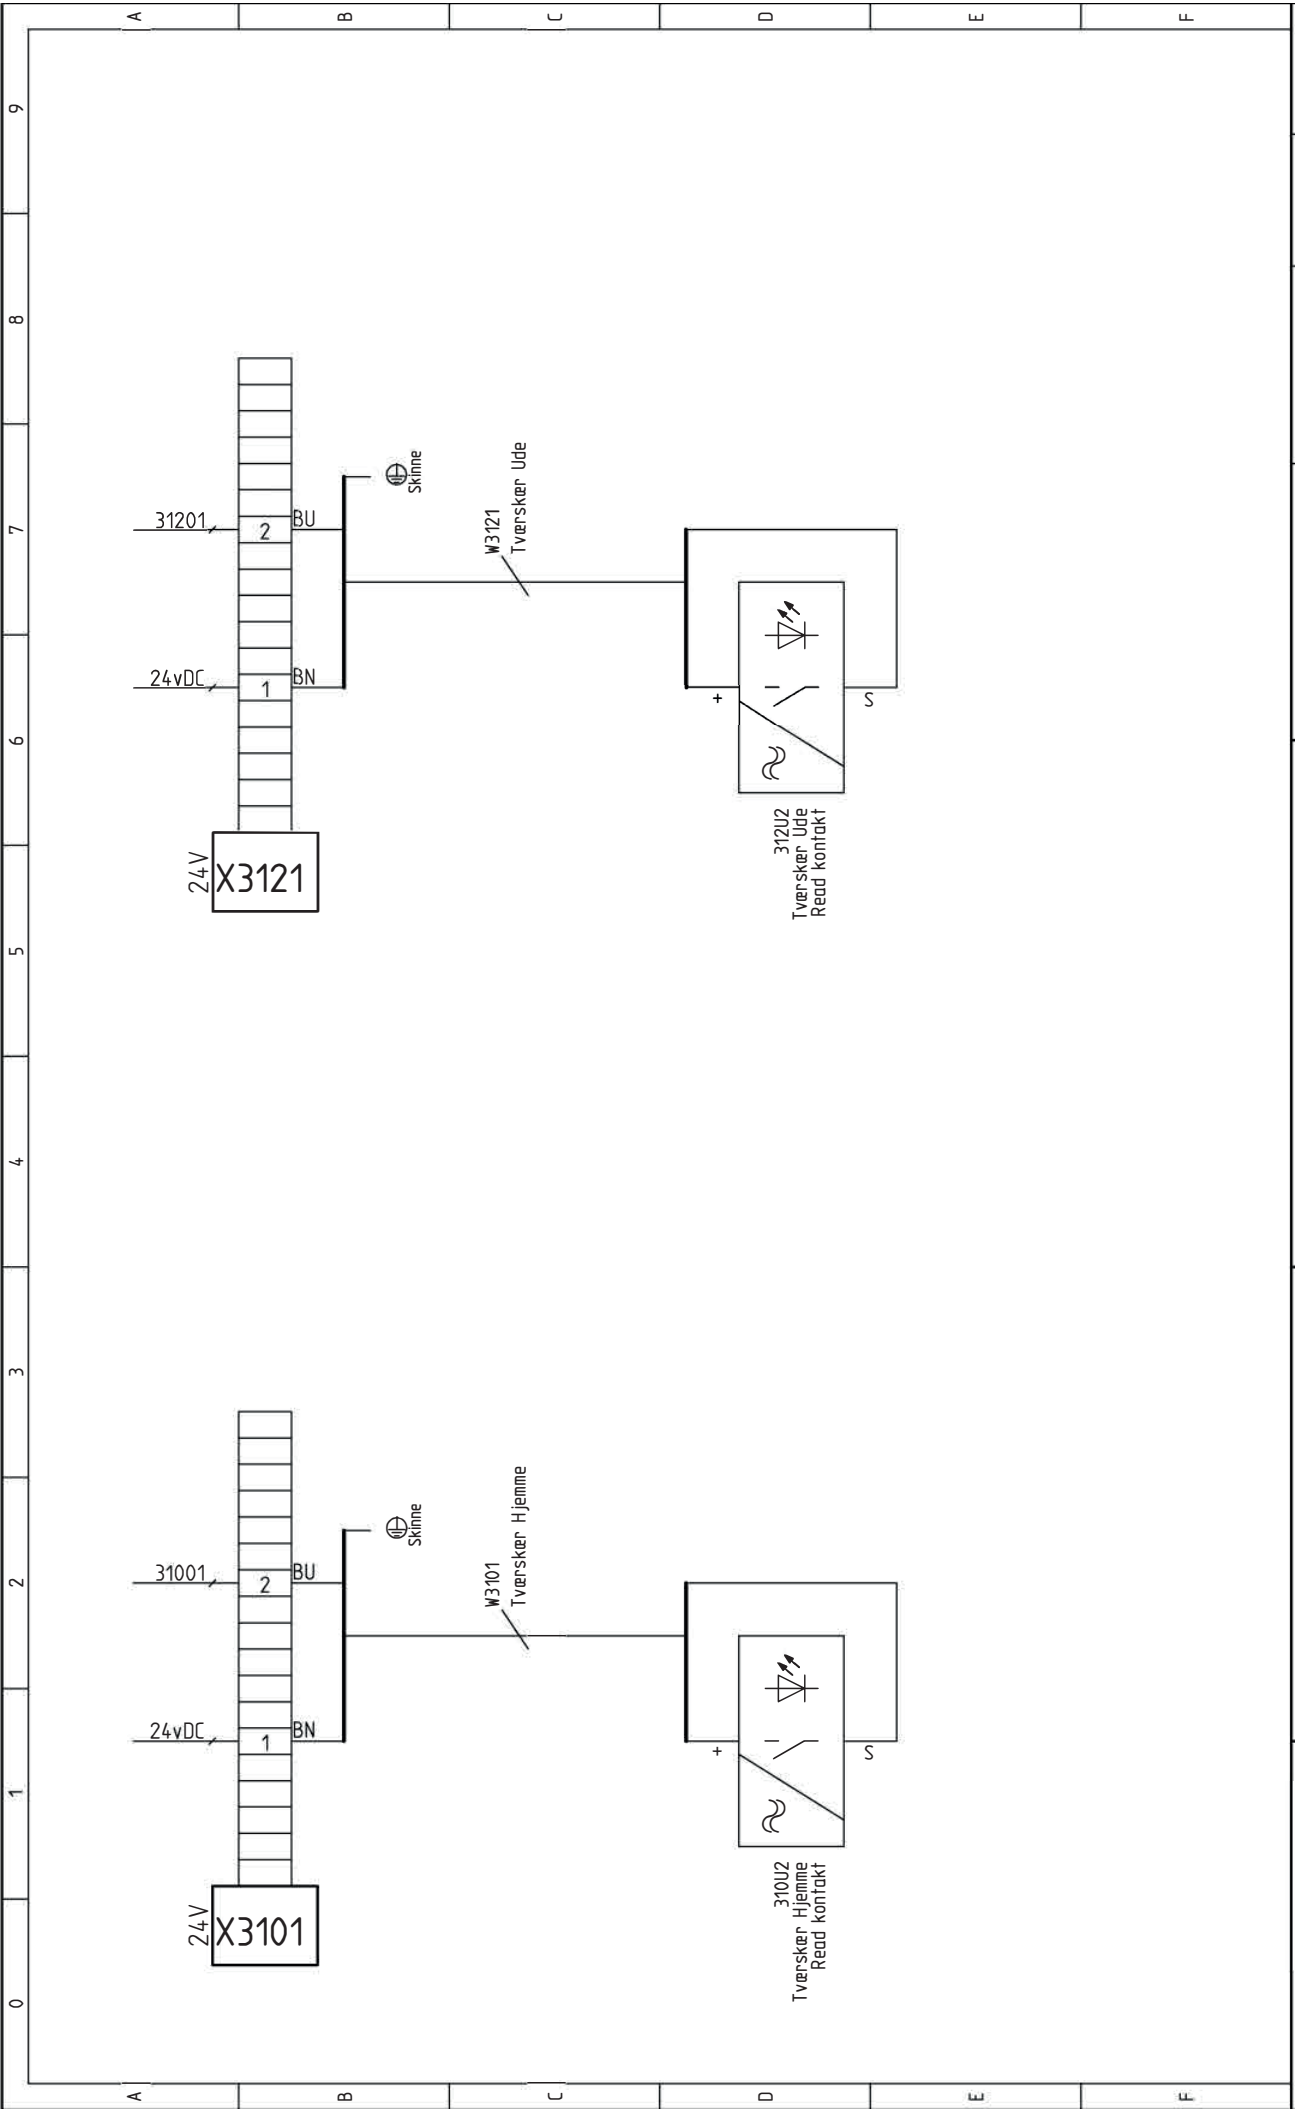 0 1 2 3 4 5 6 7 8 9
A A
24vDC 31001 24vDC 31201
24V 24V
X3101 1 2 X3121 1 2
BN BU BN BU
B B
Skinne Skinne
W3101 W3121
Tværskær Hjemme Tværskær Ude
C C
+ +
D D
310U2 312U2
Tværskær Hjemme Tværskær Ude
Read kontakt Read kontakt
S S
E E
F F